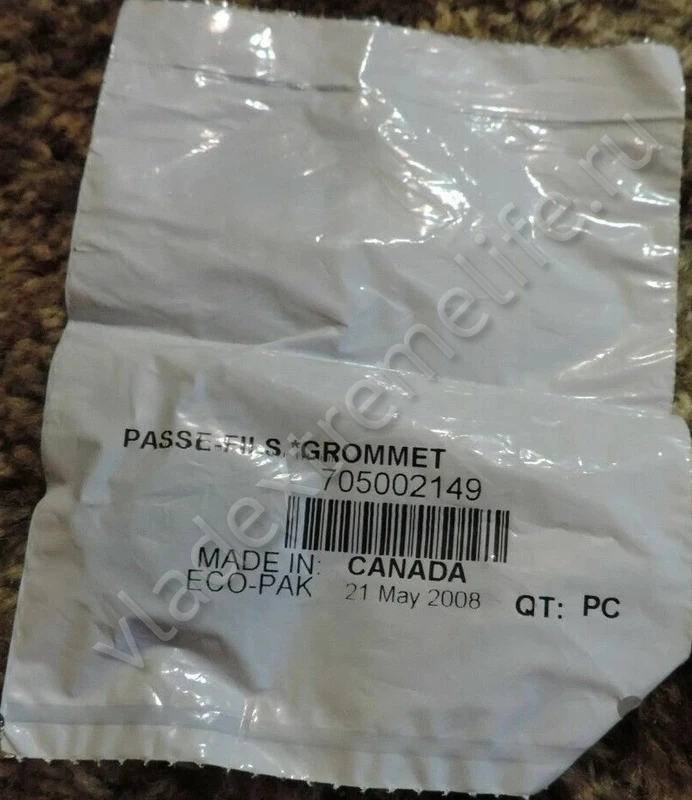 PASSE-FILS.*GROMMET
705002149
MADE IN: CANADA
ECO-PAK 21 May 2008 QT: PC
vladextremelife.ru